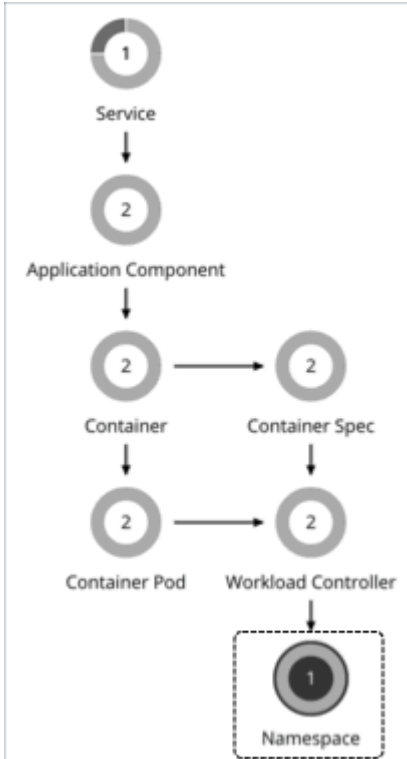 1
Service
2
Application Component
2 2
Container Container Spec
2 2
Container Pod Workload Controller
1
Namespace